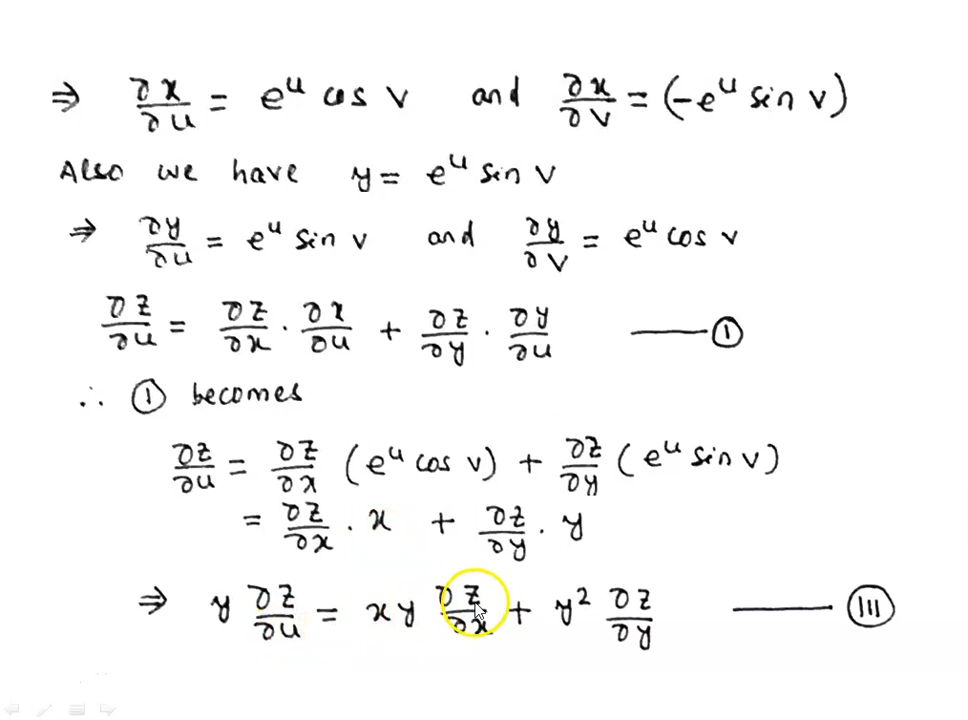 ⇒ ∂x/∂u = e^u cos v and ∂x/∂v = (-e^u sin v)
Also we have y = e^u sin v
⇒ ∂y/∂u = e^u sin v and ∂y/∂v = e^u cos v
∂z/∂u = ∂z/∂x · ∂x/∂u + ∂z/∂y · ∂y/∂u —— ①
∴ ① becomes
∂z/∂u = ∂z/∂x (e^u cos v) + ∂z/∂y (e^u sin v)
= ∂z/∂x · x + ∂z/∂y · y
⇒ y ∂z/∂u = xy ∂z/∂x + y² ∂z/∂y —— (III)